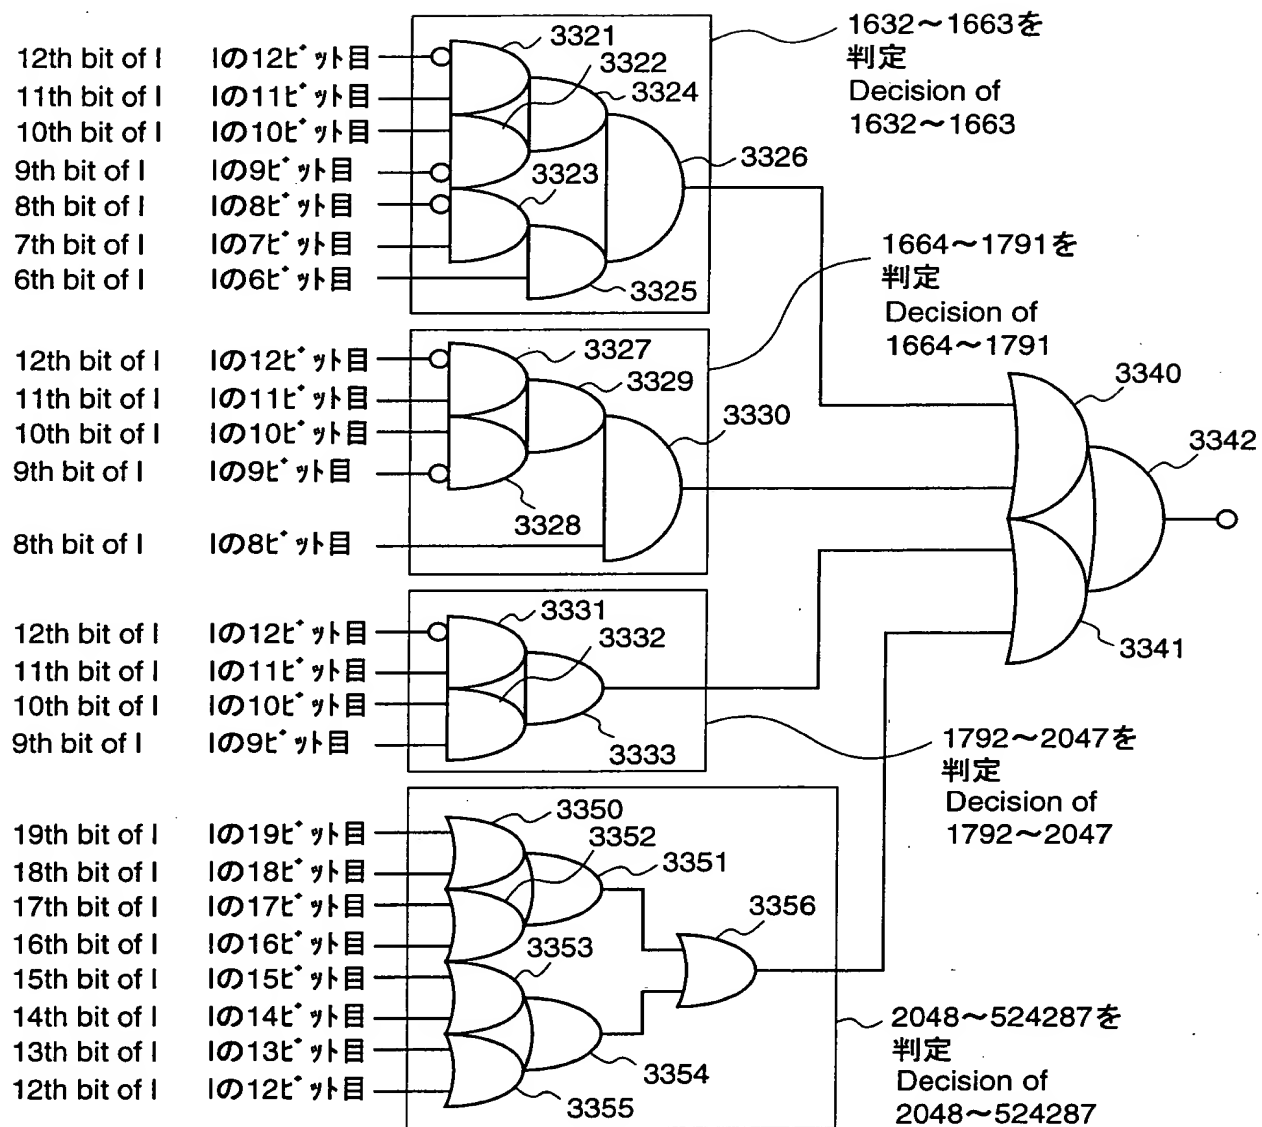 12th bit of I Iの12ビット目
11th bit of I Iの11ビット目
10th bit of I Iの10ビット目
9th bit of I Iの9ビット目
8th bit of I Iの8ビット目
7th bit of I Iの7ビット目
6th bit of I Iの6ビット目
3321
3322
3324
3323
3326
3325
1632～1663を
判定
Decision of
1632～1663
12th bit of I Iの12ビット目
11th bit of I Iの11ビット目
10th bit of I Iの10ビット目
9th bit of I Iの9ビット目
8th bit of I Iの8ビット目
3327
3329
3330
3328
1664～1791を
判定
Decision of
1664～1791
3340
3342
3341
12th bit of I Iの12ビット目
11th bit of I Iの11ビット目
10th bit of I Iの10ビット目
9th bit of I Iの9ビット目
3331
3332
3333
1792～2047を
判定
Decision of
1792～2047
19th bit of I Iの19ビット目
18th bit of I Iの18ビット目
17th bit of I Iの17ビット目
16th bit of I Iの16ビット目
15th bit of I Iの15ビット目
14th bit of I Iの14ビット目
13th bit of I Iの13ビット目
12th bit of I Iの12ビット目
3350
3352
3351
3353
3356
3354
3355
2048～524287を
判定
Decision of
2048～524287